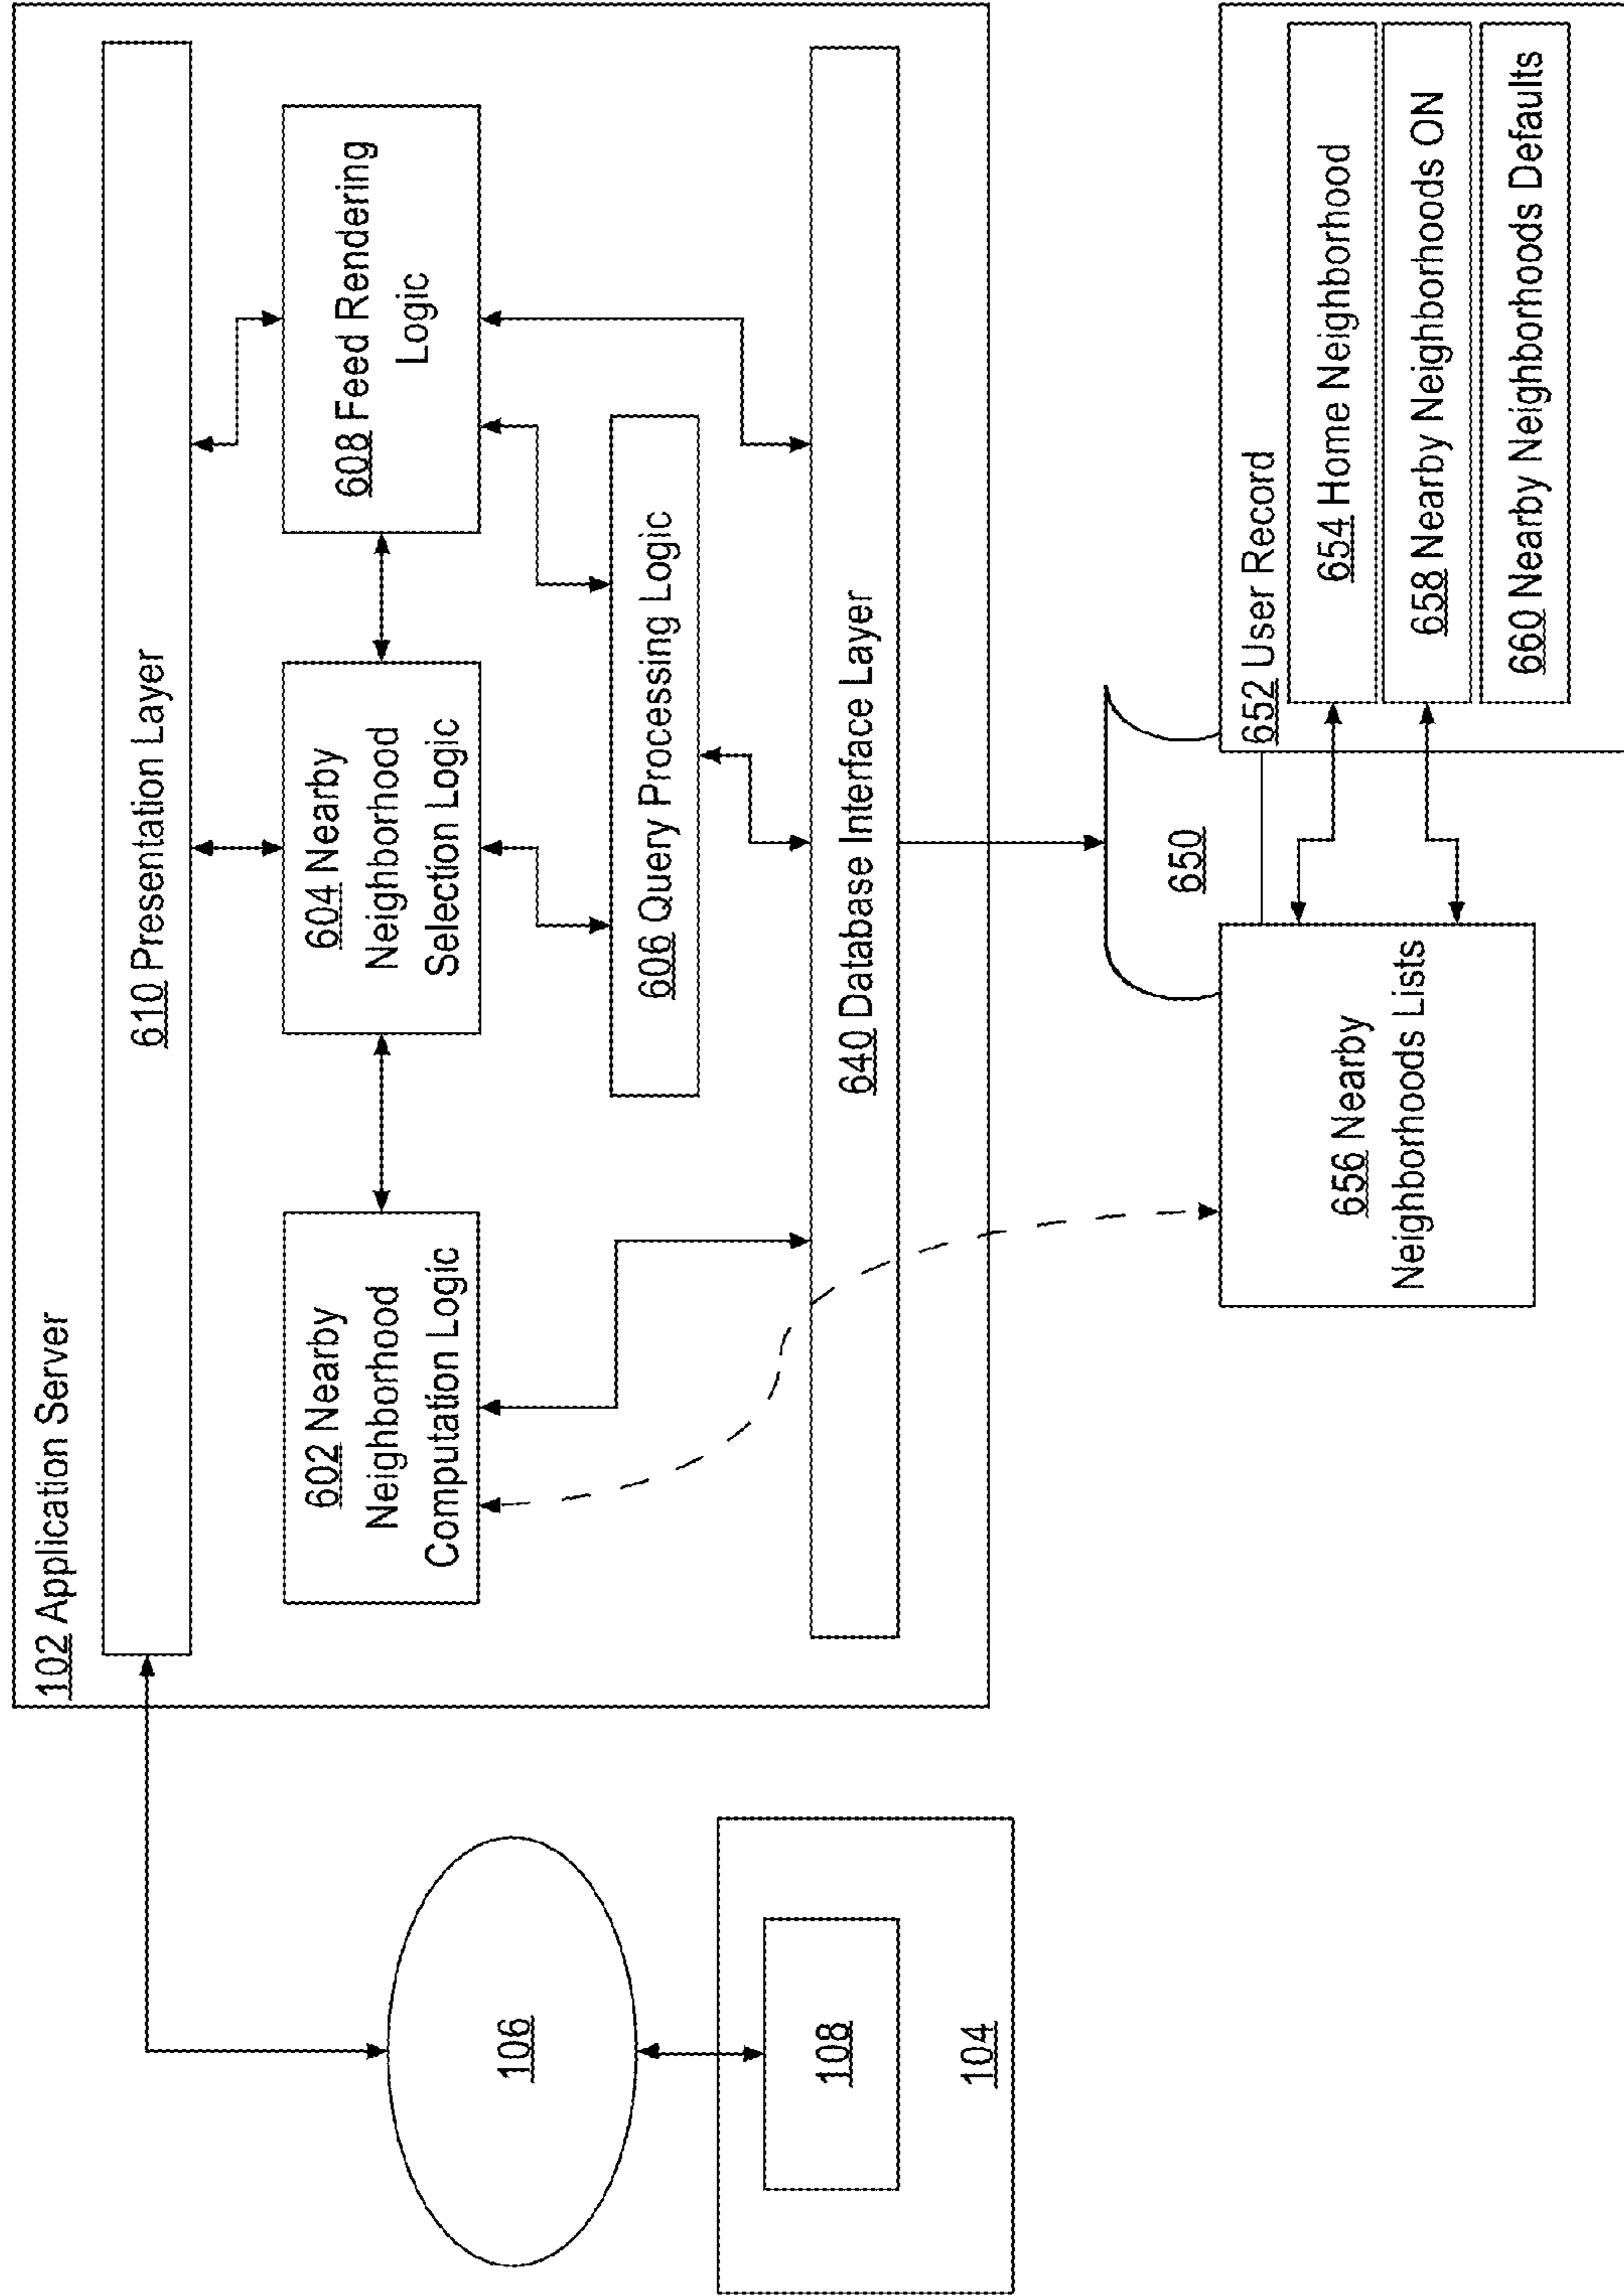 102 Application Server
610 Presentation Layer
602 Nearby
Neighborhood
Computation Logic
604 Nearby
Neighborhood
Selection Logic
608 Feed Rendering
Logic
606 Query Processing Logic
640 Database Interface Layer
106
108
104
650
656 Nearby
Neighborhoods Lists
652 User Record
654 Home Neighborhood
658 Nearby Neighborhoods ON
660 Nearby Neighborhoods Defaults